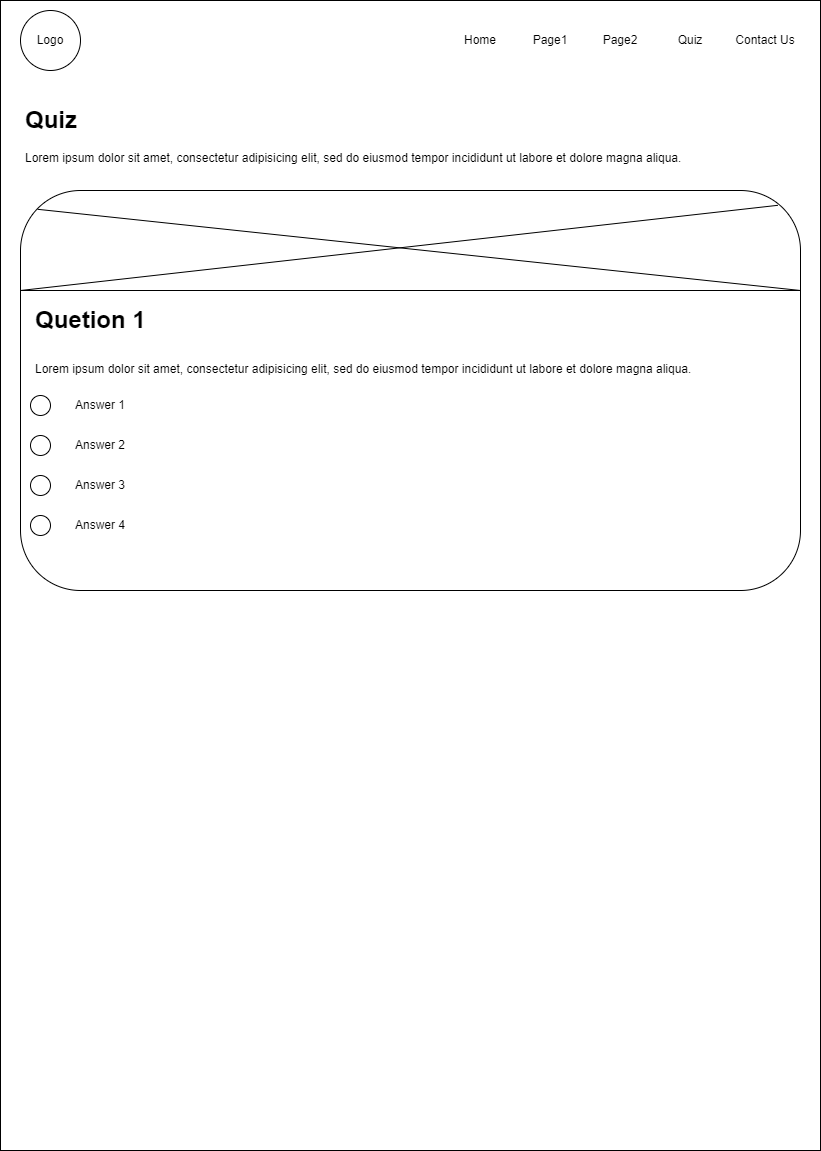 Logo
Home Page1 Page2 Quiz Contact Us
Quiz
Lorem ipsum dolor sit amet, consectetur adipisicing elit, sed do eiusmod tempor incididunt ut labore et dolore magna aliqua.
Quetion 1
Lorem ipsum dolor sit amet, consectetur adipisicing elit, sed do eiusmod tempor incididunt ut labore et dolore magna aliqua.
Answer 1
Answer 2
Answer 3
Answer 4